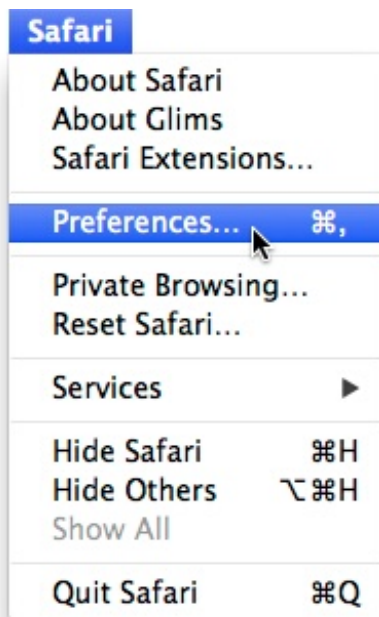 Safari
About Safari
About Glims
Safari Extensions...
Preferences... ⌘,
Private Browsing...
Reset Safari...
Services ▶
Hide Safari ⌘H
Hide Others ⌥⌘H
Show All
Quit Safari ⌘Q